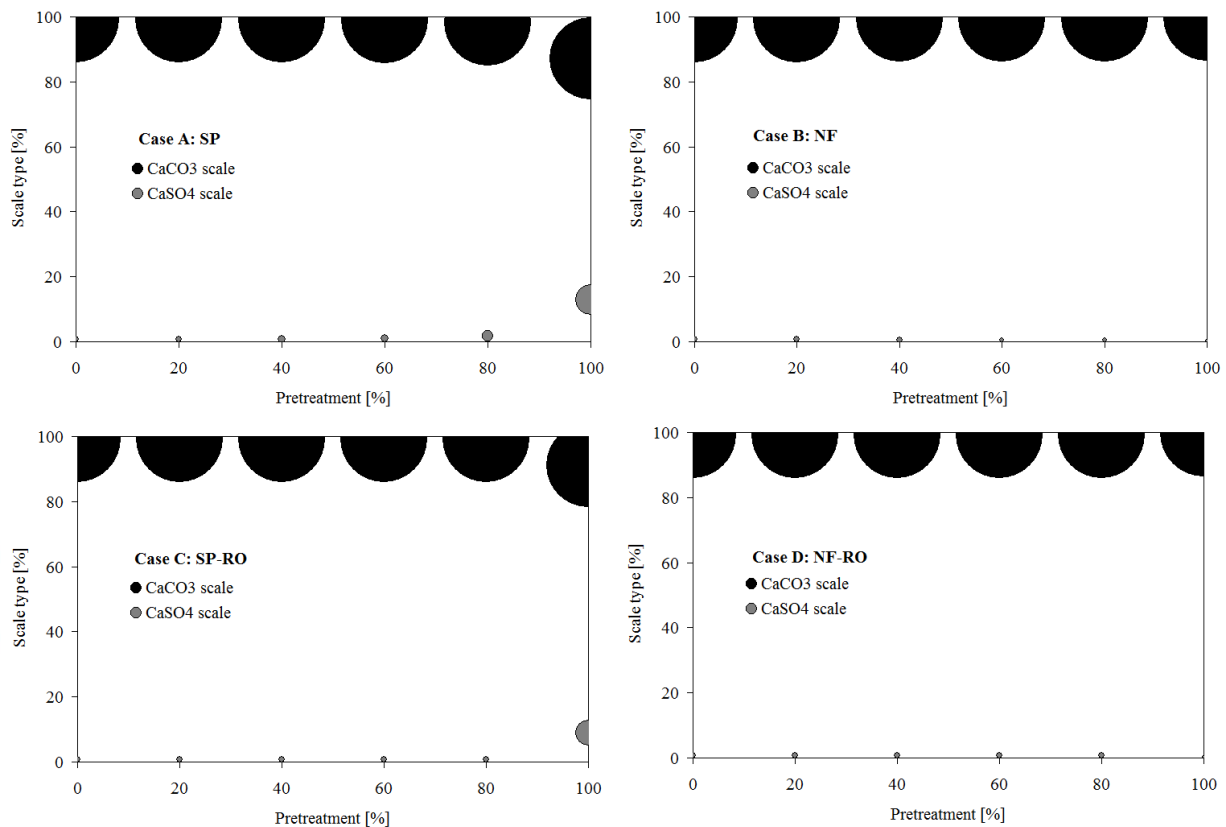 100
80
60
40
20
0
Scale type [%]
Case A: SP
CaCO3 scale
CaSO4 scale
0 20 40 60 80 100
Pretreatment [%]
100
80
60
40
20
0
Scale type [%]
Case B: NF
CaCO3 scale
CaSO4 scale
0 20 40 60 80 100
Pretreatment [%]
100
80
60
40
20
0
Scale type [%]
Case C: SP-RO
CaCO3 scale
CaSO4 scale
0 20 40 60 80 100
Pretreatment [%]
100
80
60
40
20
0
Scale type [%]
Case D: NF-RO
CaCO3 scale
CaSO4 scale
0 20 40 60 80 100
Pretreatment [%]